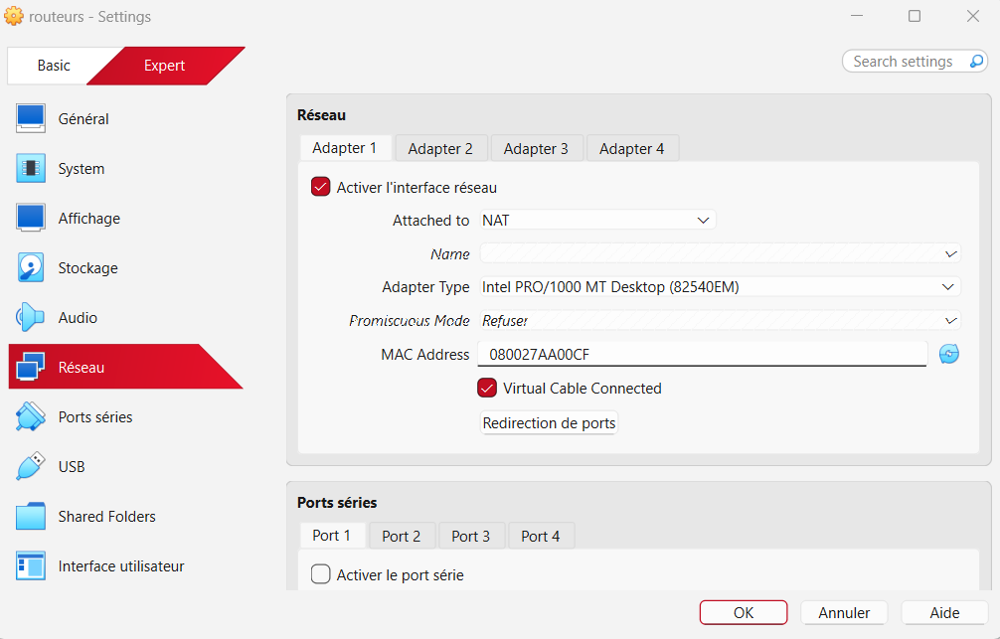 routeurs - Settings
Basic
Expert
Search settings
Général
System
Affichage
Stockage
Audio
Réseau
Ports séries
USB
Shared Folders
Interface utilisateur
Réseau
Adapter 1
Adapter 2
Adapter 3
Adapter 4
Activer l'interface réseau
Attached to NAT
Name
Adapter Type Intel PRO/1000 MT Desktop (82540EM)
Promiscuous Mode Refuser
MAC Address 080027AA00CF
Virtual Cable Connected
Redirection de ports
Ports séries
Port 1
Port 2
Port 3
Port 4
Activer le port série
OK
Annuler
Aide